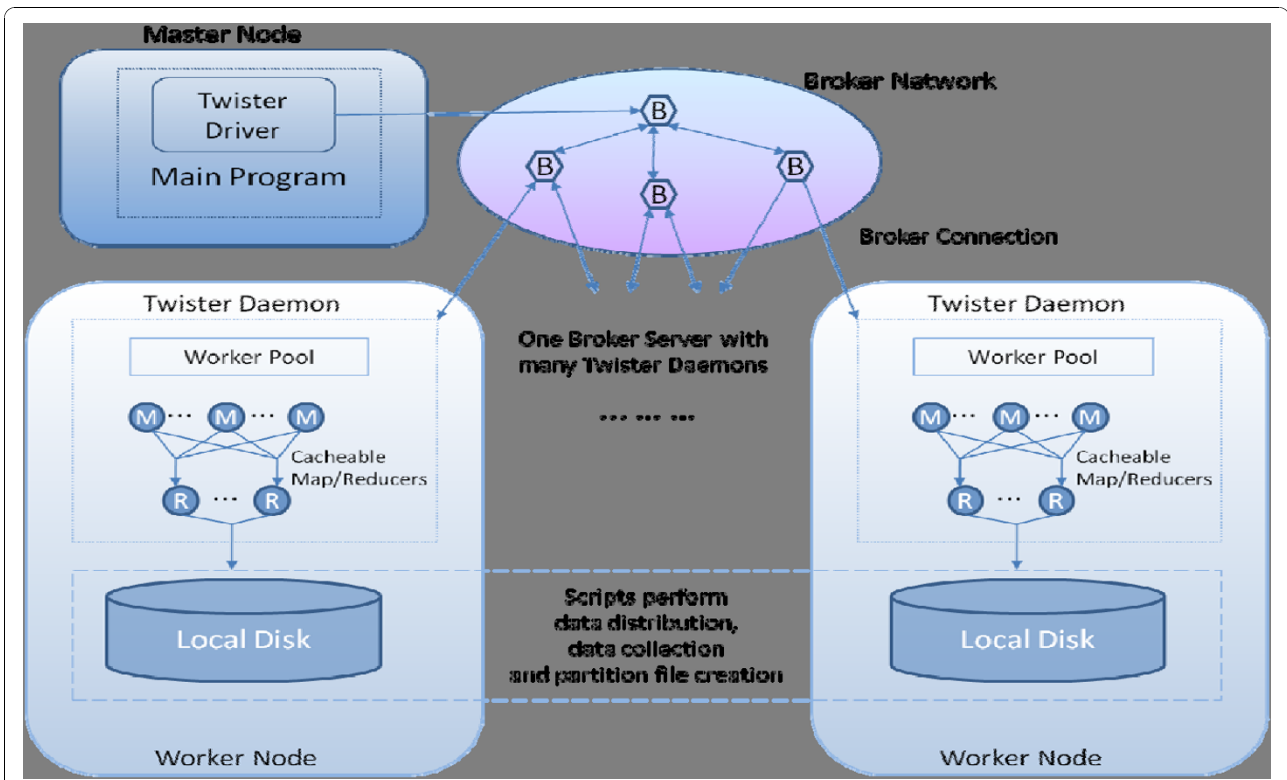 Master Node
Twister
Driver
Main Program
Broker Network
B
B
B
B
Broker Connection
Twister Daemon
Worker Pool
M ··· M ··· M
Cacheable
Map/Reducers
R ··· R
Local Disk
Worker Node
One Broker Server with
many Twister Daemons
... ... ...
Scripts perform
data distribution,
data collection
and partition file creation
Twister Daemon
Worker Pool
M ··· M ··· M
Cacheable
Map/Reducers
R ··· R
Local Disk
Worker Node